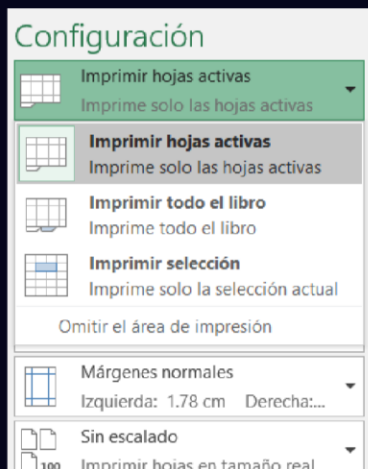 Configuración
Imprimir hojas activas
Imprime solo las hojas activas
Imprimir hojas activas
Imprime solo las hojas activas
Imprimir todo el libro
Imprime todo el libro
Imprimir selección
Imprime solo la selección actual
Omitir el área de impresión
Márgenes normales
Izquierda: 1.78 cm Derecha:...
Sin escalado
100 Imprimir hojas en tamaño real